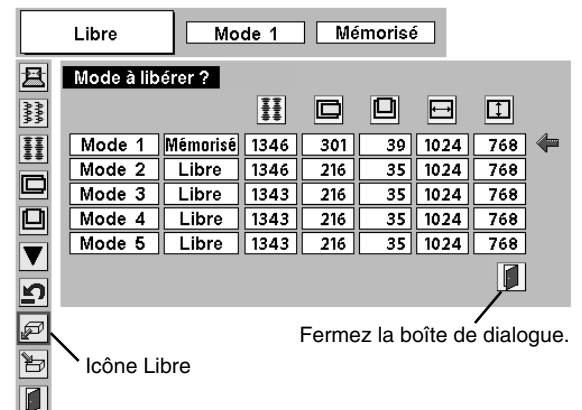 Libre Mode 1 Mémorisé
Mode à libérer ?
Mode 1 Mémorisé 1346 301 39 1024 768
Mode 2 Libre 1346 216 35 1024 768
Mode 3 Libre 1343 216 35 1024 768
Mode 4 Libre 1343 216 35 1024 768
Mode 5 Libre 1343 216 35 1024 768
Fermez la boîte de dialogue.
Icône Libre